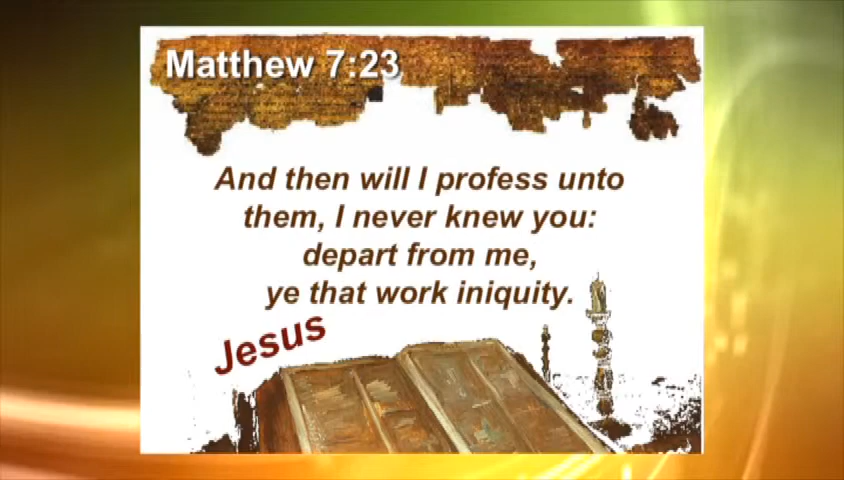 Matthew 7:23
And then will I profess unto
them, I never knew you:
depart from me,
ye that work iniquity.
Jesus